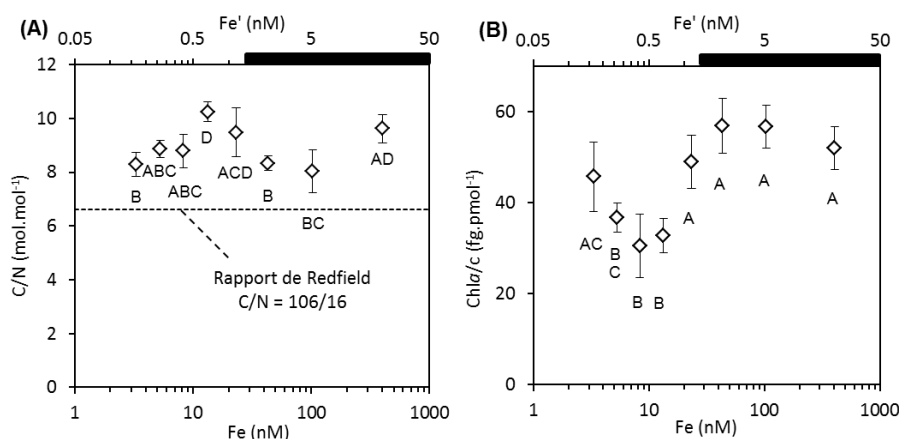 (A)
Fe' (nM)
0.05 0.5 5 50
12
10
8
6
4
2
0
C/N (mol.mol⁻¹)
B
ABC
ABC
D
ACD
B
BC
AD
Rapport de Redfield
C/N = 106/16
1 10 100 1000
Fe (nM)
(B)
Fe' (nM)
0.05 0.5 5 50
60
40
20
0
Chla/c (fg.pmol⁻¹)
AC
B
C
B
B
A
A
A
A
1 10 100 1000
Fe (nM)